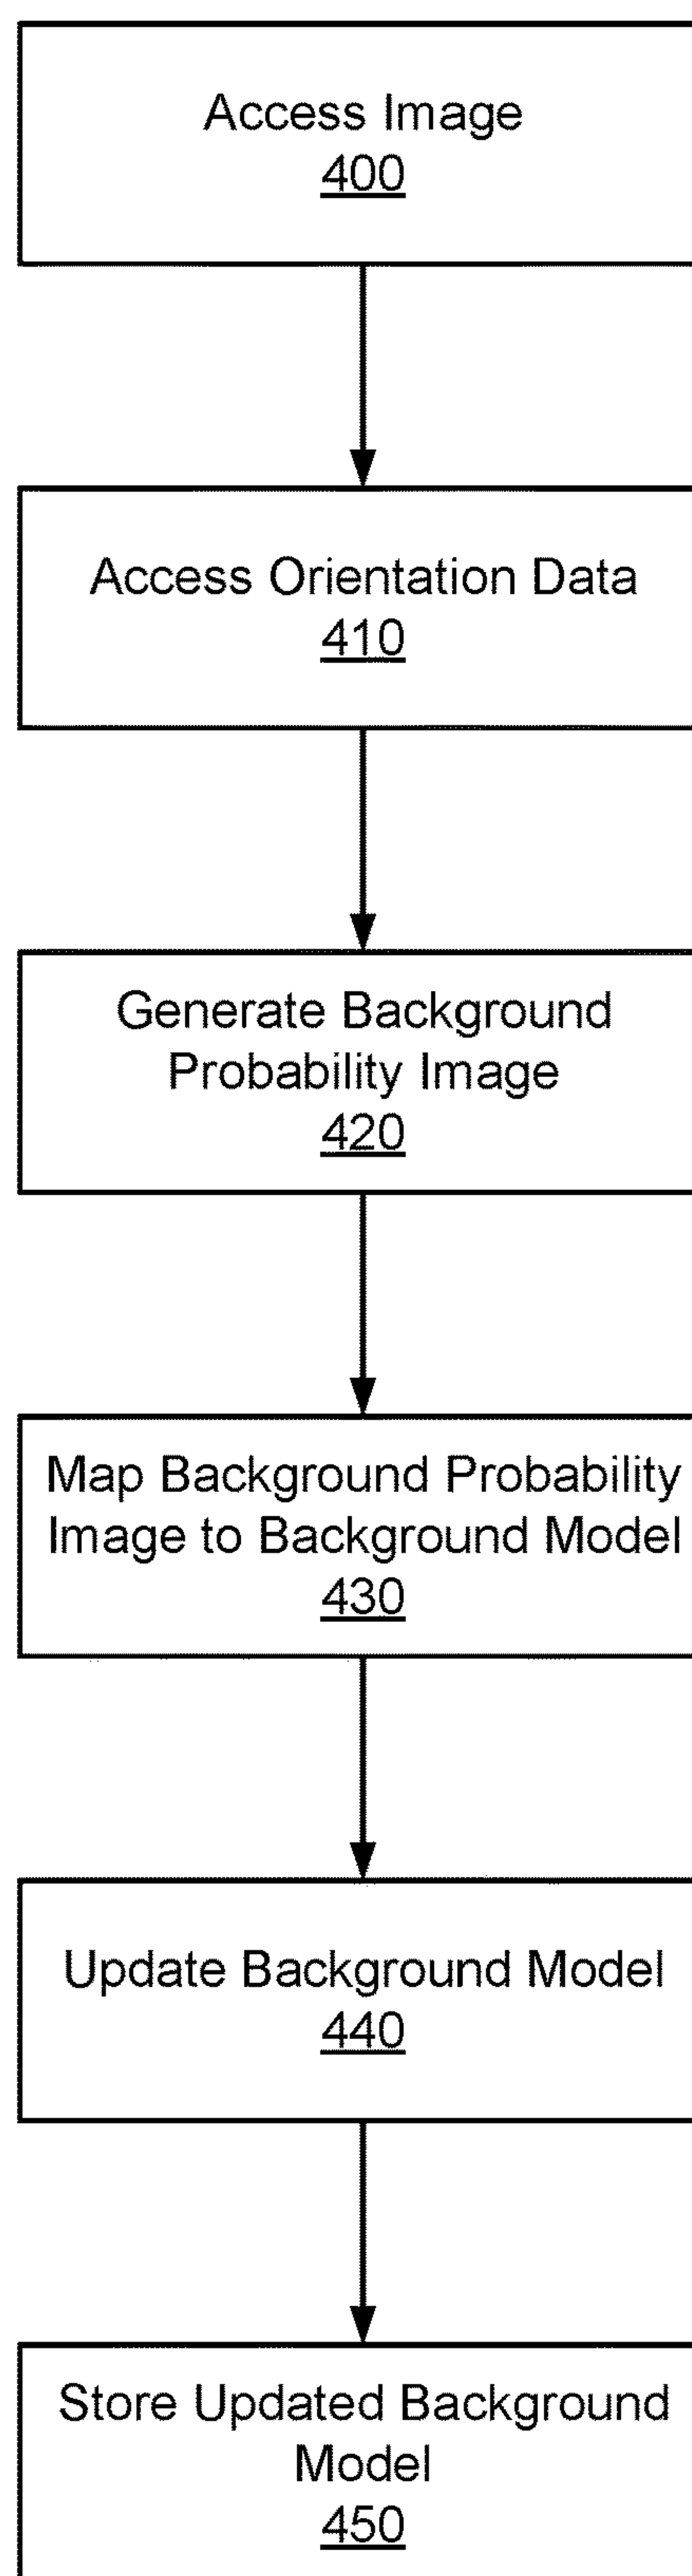 Access Image
400
Access Orientation Data
410
Generate Background
Probability Image
420
Map Background Probability
Image to Background Model
430
Update Background Model
440
Store Updated Background
Model
450